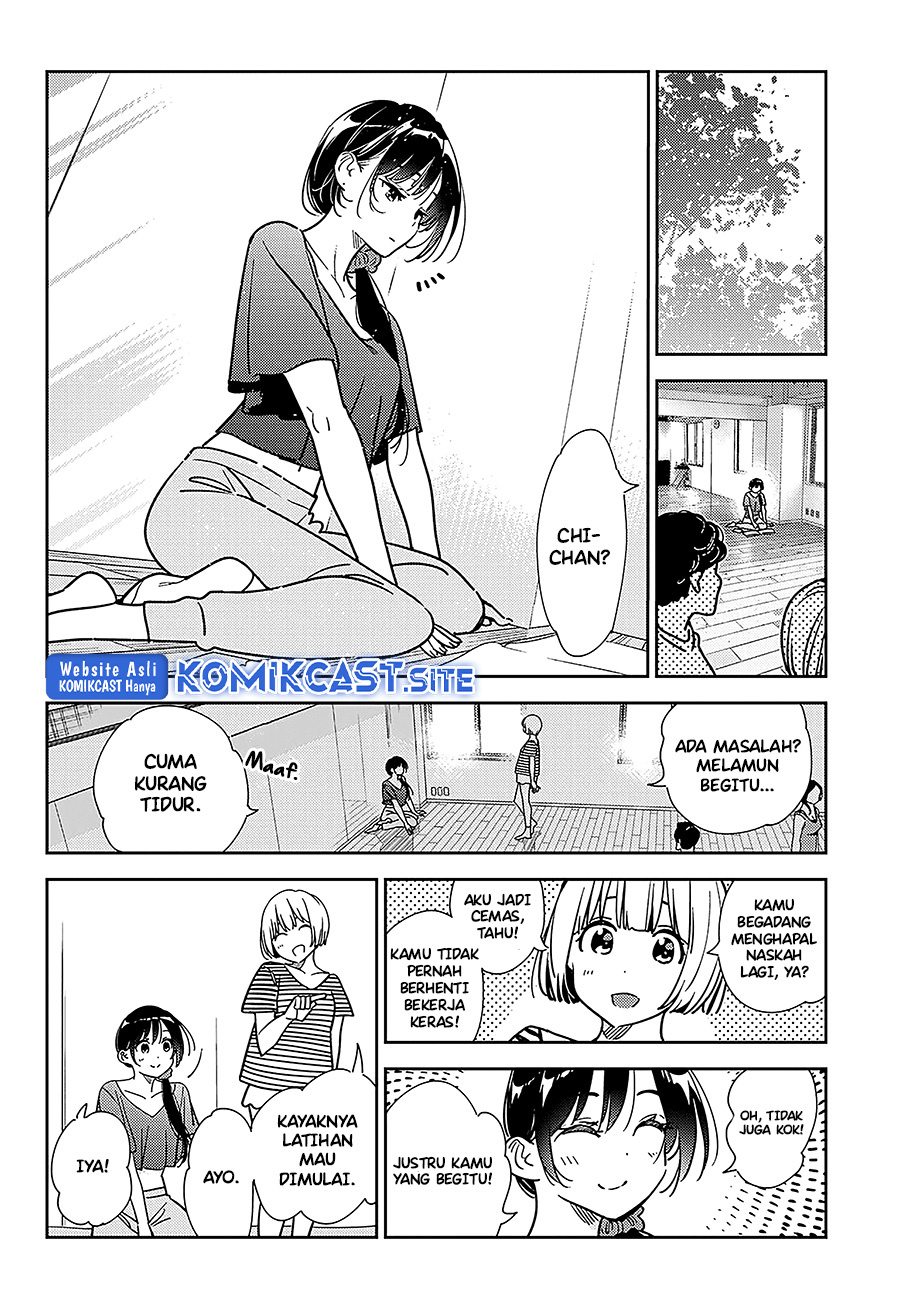 CHI-
CHAN?
Website Asli
KOMIKCAST Hanya
KOMIKCAST.SITE
ADA MASALAH?
MELAMUN
BEGITU...
Maaf.
CUMA
KURANG
TIDUR.
KAMU
BEGADANG
MENGHAPAL
NASKAH
LAGI, YA?
AKU JADI
CEMAS,
TAHU!
KAMU TIDAK
PERNAH
BERHENTI
BEKERJA
KERAS!
OH, TIDAK
JUGA KOK!
JUSTRU KAMU
YANG BEGITU!
KAYAKNYA
LATIHAN
MAU
DIMULAI.
AYO.
IYA!